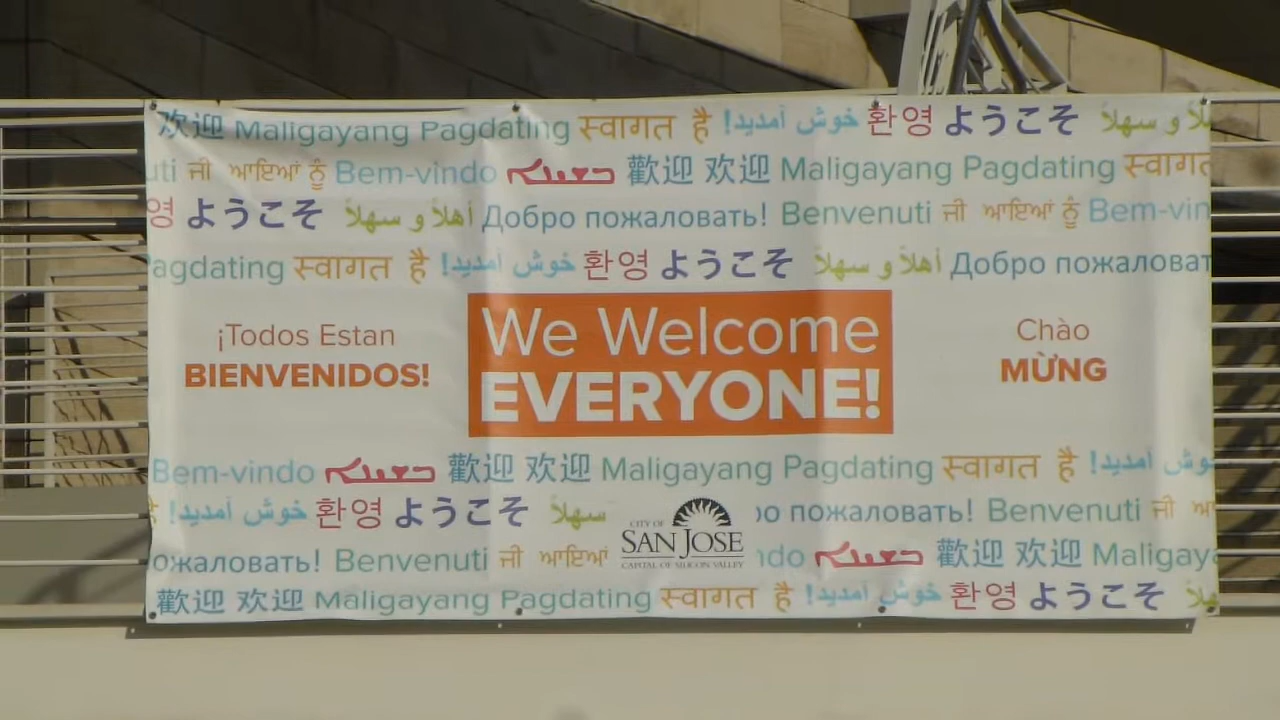 欢迎 Maligayang Pagdating स्वागत है خوش آمدید! 환영 ようこそ أهلاً و سهلاً
uti ਜੀ ਆਇਆਂ ਨੂੰ Bem-vindo 歡迎 欢迎 Maligayang Pagdating स्वागत
영 ようこそ أهلاً و سهلاً Добро пожаловать! Benvenuti ਜੀ ਆਇਆਂ ਨੂੰ Bem-vin
agdating स्वागत है خوش آمدید! 환영 ようこそ أهلاً و سهلاً Добро пожаловат
¡Todos Estan
BIENVENIDOS!
We Welcome
EVERYONE!
Chào
MỪNG
Bem-vindo 歡迎 欢迎 Maligayang Pagdating स्वागत है خوش آمدید!
है خوش آمدید! 환영 ようこそ سهلاً о пожаловать! Benvenuti ਜੀ
ожаловать! Benvenuti ਜੀ ਆਇਆਂ ndo 歡迎 欢迎 Maligaya
CITY OF
SAN JOSE
CAPITAL OF SILICON VALLEY
歡迎 欢迎 Maligayang Pagdating स्वागत है خوش آمدید! 환영 ようこそ